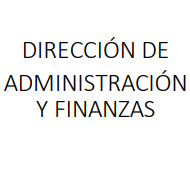 DIRECCIÓN DE
ADMINISTRACIÓN
Y FINANZAS